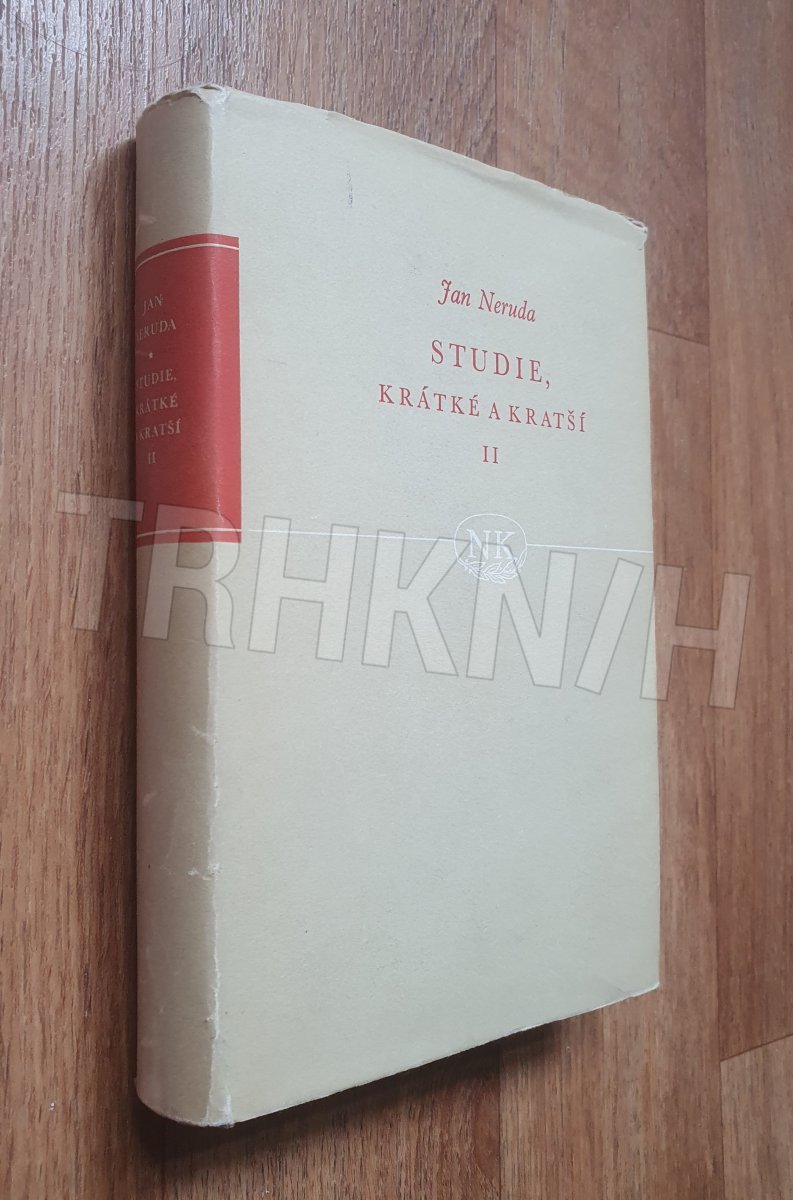 Jan Neruda
STUDIE,
KRÁTKÉ A KRATŠÍ
II
NK
JAN
NERUDA
*
STUDIE,
KRÁTKÉ
A KRATŠÍ
II
TRHKNIH